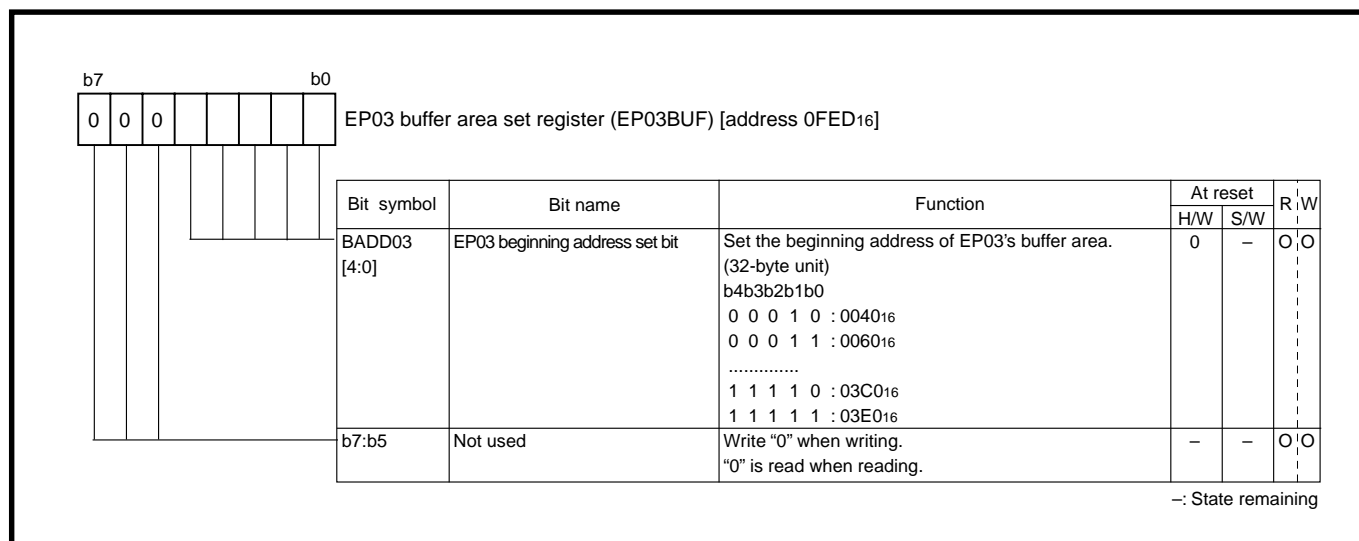 b7 b0
0 0 0 EP03 buffer area set register (EP03BUF) [address 0FED16]
Bit symbol Bit name Function At reset R W
H/W S/W
BADD03 EP03 beginning address set bit Set the beginning address of EP03's buffer area. 0 – O O
[4:0] (32-byte unit)
b4b3b2b1b0
0 0 0 1 0 : 004016
0 0 0 1 1 : 006016
..............
1 1 1 1 0 : 03C016
1 1 1 1 1 : 03E016
b7:b5 Not used Write “0” when writing. – – O O
“0” is read when reading.
–: State remaining